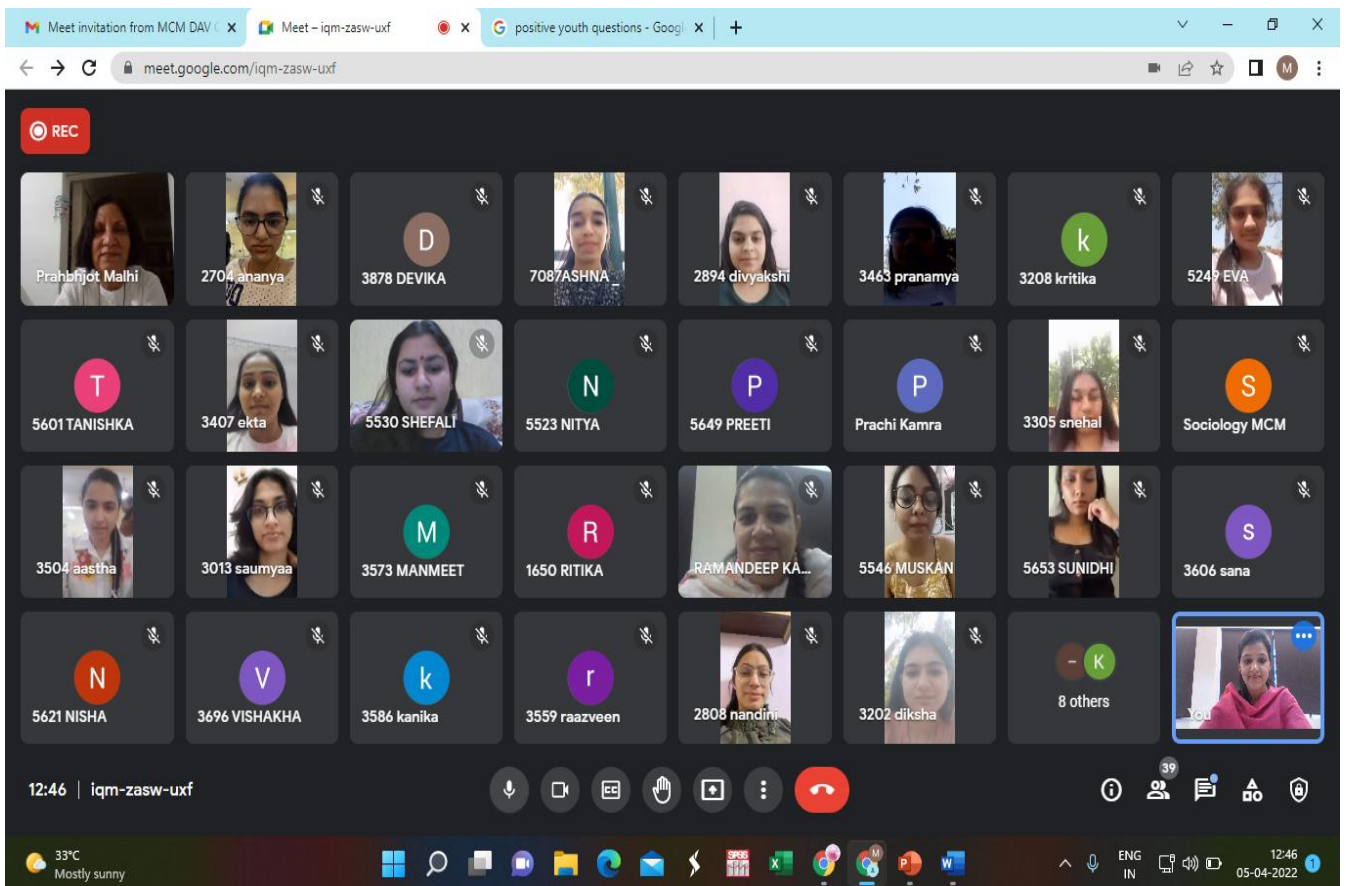 Meet invitation from MCM DAV C
Meet – iqm-zasw-uxf
positive youth questions - Googl
meet.google.com/iqm-zasw-uxf
M
REC
Prahbhjot Malhi
2704 ananya
D
3878 DEVIKA
7087ASHNA _
2894 divyakshi
3463 pranamya
k
3208 kritika
5249 EVA
T
5601 TANISHKA
3407 ekta
5530 SHEFALI
N
5523 NITYA
P
5649 PREETI
P
Prachi Kamra
3305 snehal
S
Sociology MCM
3504 aastha
3013 saumyaa
M
3573 MANMEET
R
1650 RITIKA
RAMANDEEP KA...
5546 MUSKAN
5653 SUNIDHI
s
3606 sana
N
5621 NISHA
V
3696 VISHAKHA
k
3586 kanika
r
3559 raazveen
2808 nandini
3202 diksha
- K
8 others
You
12:46 | iqm-zasw-uxf
CC
39
33°C
Mostly sunny
SPSS
M
ENG
IN
12:46
05-04-2022
1